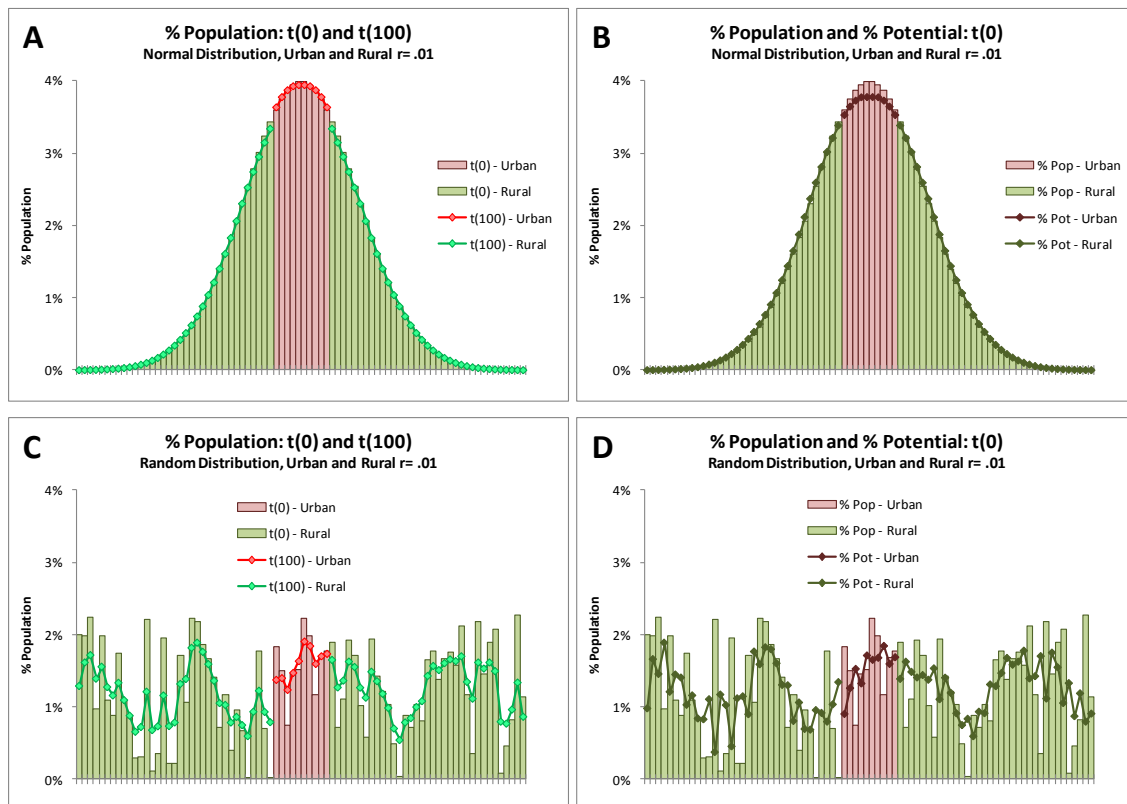 A
% Population: t(0) and t(100)
Normal Distribution, Urban and Rural r= .01
4%
3%
2%
1%
0%
% Population
t(0) - Urban
t(0) - Rural
t(100) - Urban
t(100) - Rural
B
% Population and % Potential: t(0)
Normal Distribution, Urban and Rural r= .01
4%
3%
2%
1%
0%
% Population
% Pop - Urban
% Pop - Rural
% Pot - Urban
% Pot - Rural
C
% Population: t(0) and t(100)
Random Distribution, Urban and Rural r= .01
4%
3%
2%
1%
0%
% Population
t(0) - Urban
t(0) - Rural
t(100) - Urban
t(100) - Rural
D
% Population and % Potential: t(0)
Random Distribution, Urban and Rural r= .01
4%
3%
2%
1%
0%
% Population
% Pop - Urban
% Pop - Rural
% Pot - Urban
% Pot - Rural